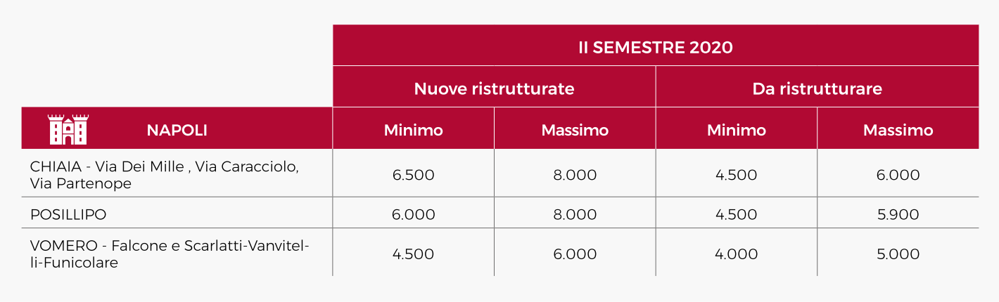 II SEMESTRE 2020
Nuove ristrutturate Da ristrutturare
NAPOLI Minimo Massimo Minimo Massimo
CHIAIA - Via Dei Mille , Via Caracciolo,
Via Partenope 6.500 8.000 4.500 6.000
POSILLIPO 6.000 8.000 4.500 5.900
VOMERO - Falcone e Scarlatti-Vanvitel-
li-Funicolare 4.500 6.000 4.000 5.000